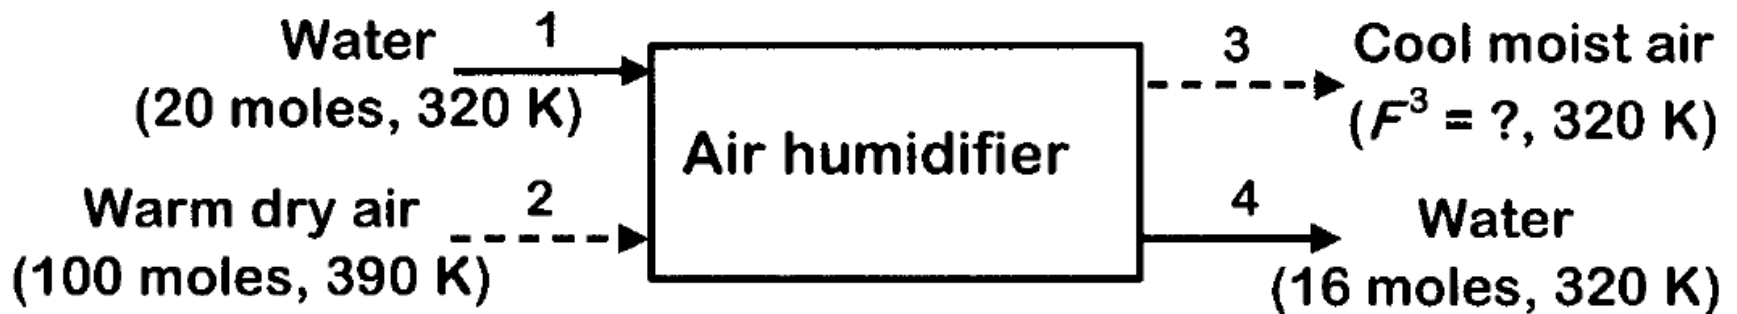 Water
1
(20 moles, 320 K)
Warm dry air
2
(100 moles, 390 K)
Air humidifier
3
Cool moist air
(F³ = ?, 320 K)
4
Water
(16 moles, 320 K)